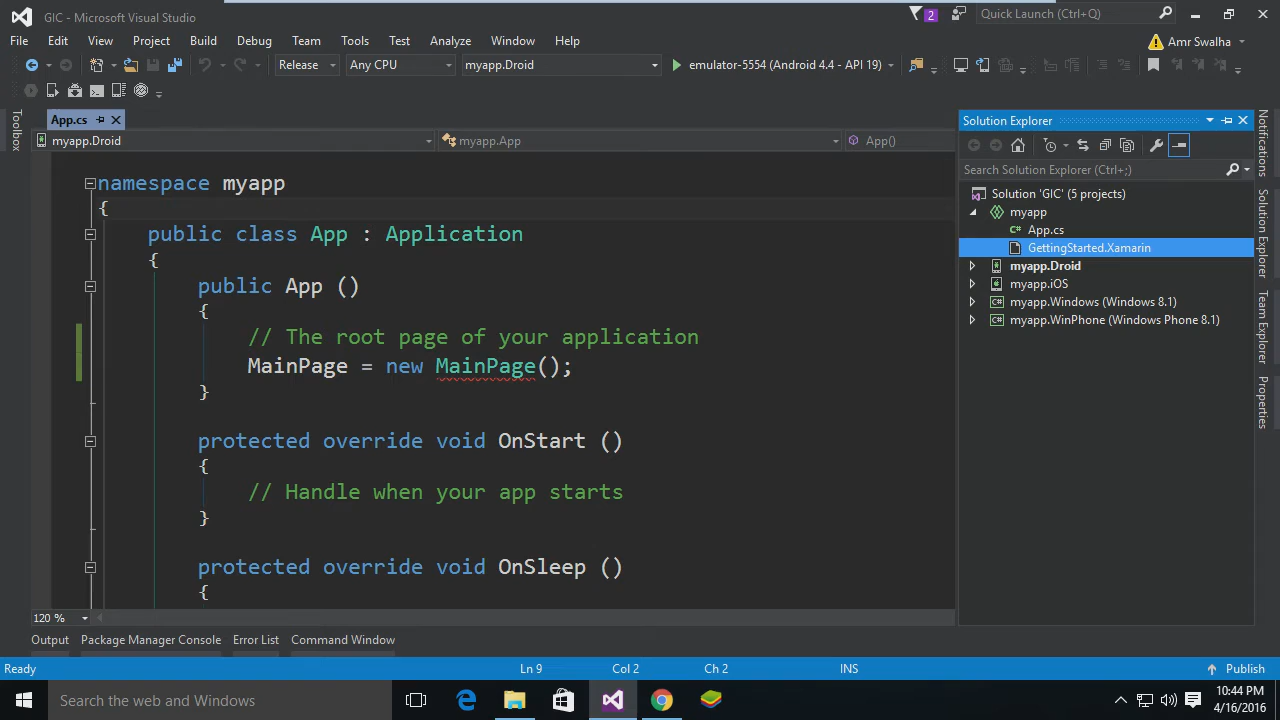 GIC - Microsoft Visual Studio
2
Quick Launch (Ctrl+Q)
File Edit View Project Build Debug Team Tools Test Analyze Window Help
Amr Swalha
Release Any CPU myapp.Droid emulator-5554 (Android 4.4 - API 19)
Toolbox
App.cs
myapp.Droid myapp.App App()
namespace myapp
{
public class App : Application
{
public App ()
{
// The root page of your application
MainPage = new MainPage();
}
protected override void OnStart ()
{
// Handle when your app starts
}
protected override void OnSleep ()
{
120 %
Solution Explorer
Search Solution Explorer (Ctrl+;)
Solution 'GIC' (5 projects)
myapp
C# App.cs
GettingStarted.Xamarin
myapp.Droid
myapp.iOS
C# myapp.Windows (Windows 8.1)
C# myapp.WinPhone (Windows Phone 8.1)
Notifications
Solution Explorer
Team Explorer
Properties
Output Package Manager Console Error List Command Window
Ready Ln 9 Col 2 Ch 2 INS Publish
Search the web and Windows
10:44 PM
4/16/2016